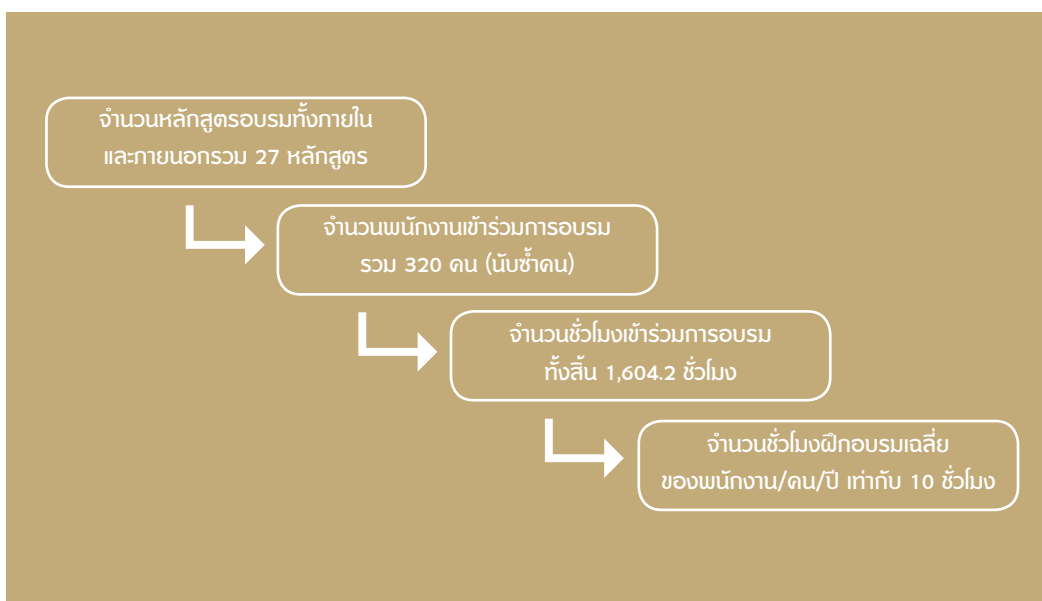 จำนวนหลักสูตรอบรมทั้งภายใน
และภายนอกรวม 27 หลักสูตร
จำนวนพนักงานเข้าร่วมการอบรม
รวม 320 คน (นับซ้ำคน)
จำนวนชั่วโมงเข้าร่วมการอบรม
ทั้งสิ้น 1,604.2 ชั่วโมง
จำนวนชั่วโมงฝึกอบรมเฉลี่ย
ของพนักงาน/คน/ปี เท่ากับ 10 ชั่วโมง